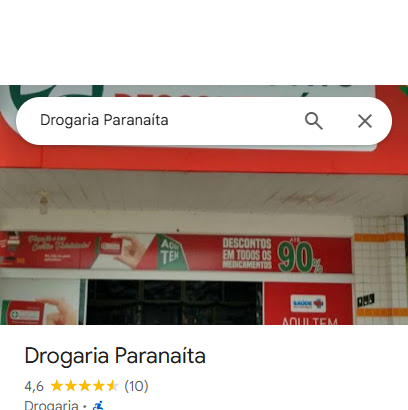 Drogaria Paranaíta
DESCONTOS
EM TODOS OS
MEDICAMENTOS
ATÉ
90%
AQUI
TEM
SAÚDE
AQUI TEM
Drogaria Paranaíta
4,6 (10)
Drogaria ·